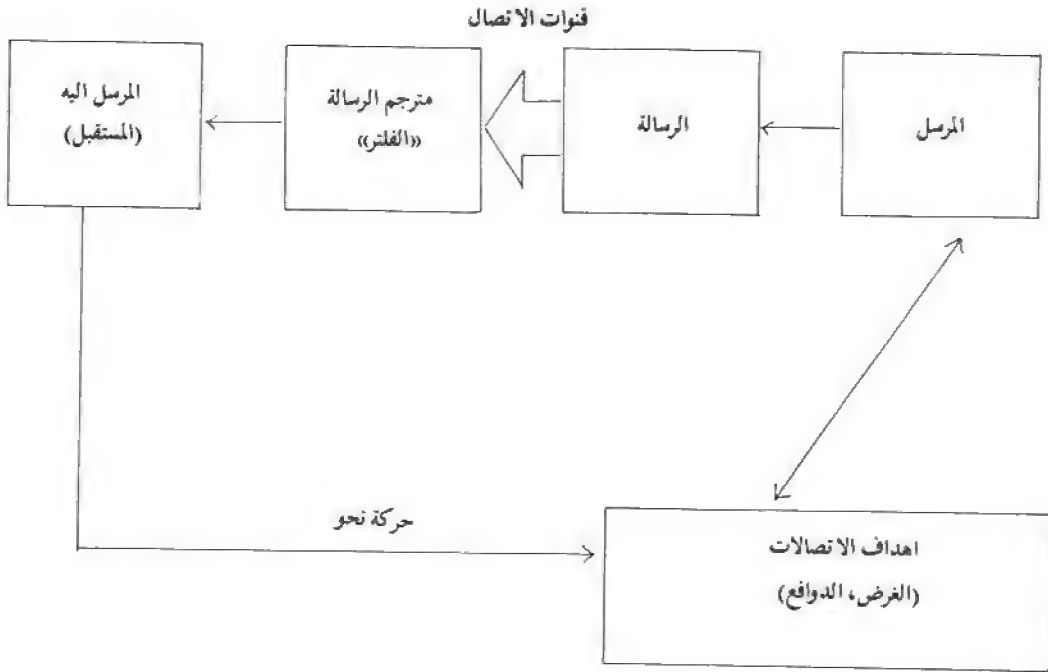 قنوات الاتصال
المرسل
الرسالة
مترجم الرسالة
«الفلتر»
المرسل اليه
(المستقبل)
حركة نحو
اهداف الاتصالات
(الغرض، الدوافع)